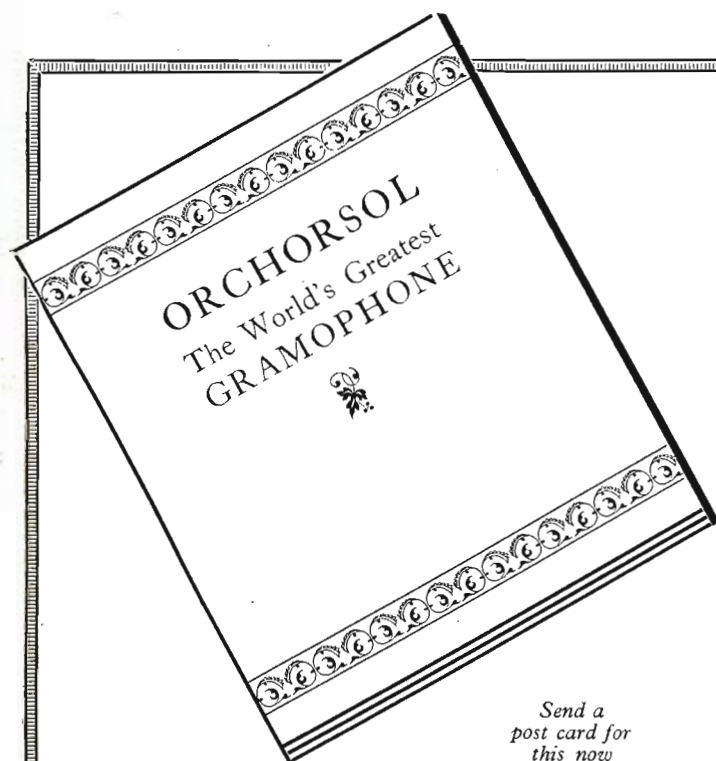 ORCHORSOL
The World's Greatest
GRAMOPHONE
Send a
post card for
this now